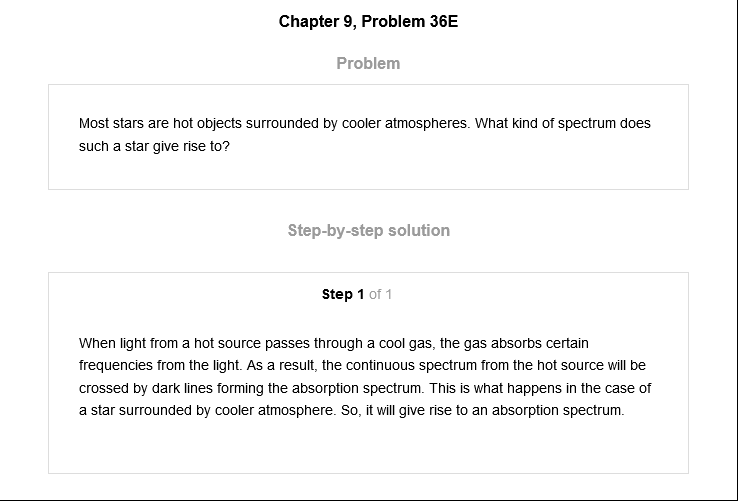 Chapter 9, Problem 36E
Problem
Most stars are hot objects surrounded by cooler atmospheres. What kind of spectrum does
such a star give rise to?
Step-by-step solution
Step 1 of 1
When light from a hot source passes through a cool gas, the gas absorbs certain
frequencies from the light. As a result, the continuous spectrum from the hot source will be
crossed by dark lines forming the absorption spectrum. This is what happens in the case of
a star surrounded by cooler atmosphere. So, it will give rise to an absorption spectrum.